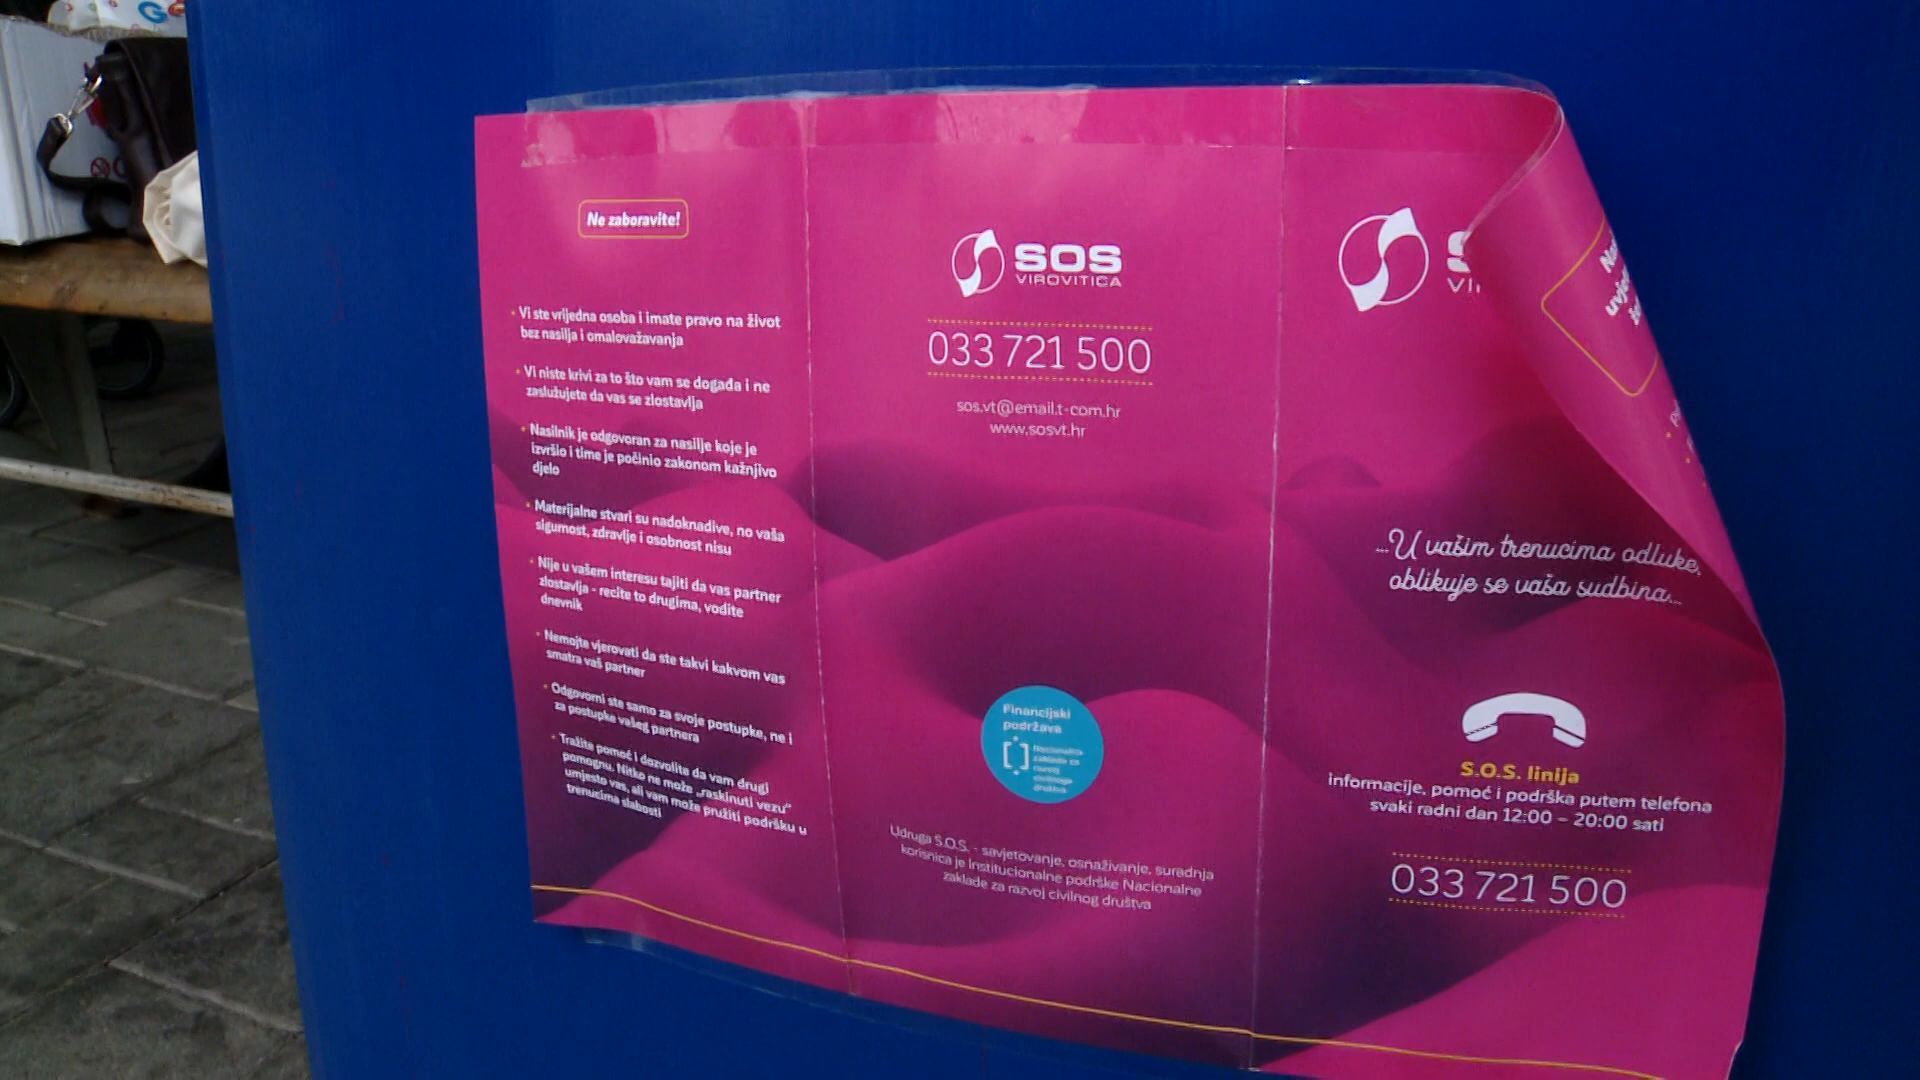 Ne zaboravite!
• Vi ste vrijedna osoba i imate pravo na život
bez nasilja i omalovažavanja
• Vi niste krivi za to što vam se događa i ne
zaslužujete da vas se zlostavlja
• Nasilnik je odgovoran za nasilje koje je
izvršio i time je počinio zakonom kažnjivo
djelo
• Materijalne stvari su nadoknadive, no vaša
sigurnost, zdravlje i osobnost nisu
• Nije u vašem interesu tajiti da vas partner
zlostavlja - recite to drugima, vodite
dnevnik
• Nemojte vjerovati da ste takvi kakvom vas
smatra vaš partner
• Odgovorni ste samo za svoje postupke, ne i
za postupke vašeg partnera
• Tražite pomoć i dozvolite da vam drugi
pomognu. Nitko ne može „raskinuti vezu"
umjesto vas, ali vam može pružiti podršku u
trenucima slabosti
SOS
VIROVITICA
033 721 500
sos.vt@email.t-com.hr
www.sosvt.hr
Financijski
podržava
Nacionalna
zaklada za
razvoj
civilnoga
društva
Udruga S.O.S. - savjetovanje, osnaživanje, suradnja
korisnica je Institucionalne podrške Nacionalne
zaklade za razvoj civilnog društva
...U vašim trenucima odluke,
oblikuje se vaša sudbina...
S.O.S. linija
informacije, pomoć i podrška putem telefona
svaki radni dan 12:00 – 20:00 sati
033 721 500